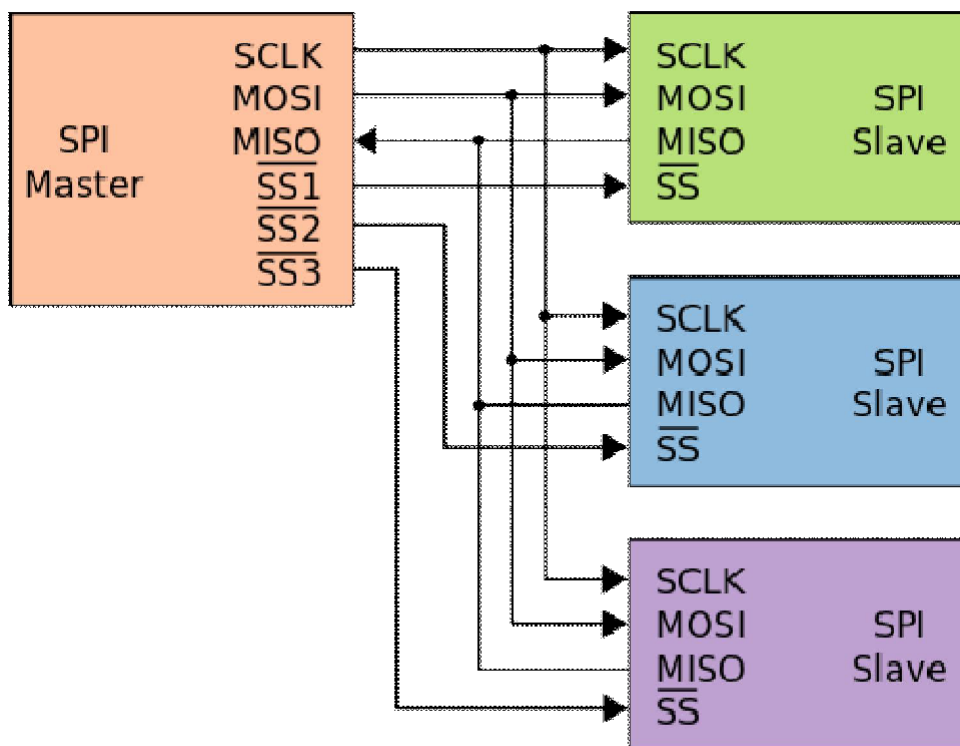 SPI
Master
SCLK
MOSI
MISO
SS1
SS2
SS3
SCLK
MOSI
MISO
SS
SPI
Slave
SCLK
MOSI
MISO
SS
SPI
Slave
SCLK
MOSI
MISO
SS
SPI
Slave